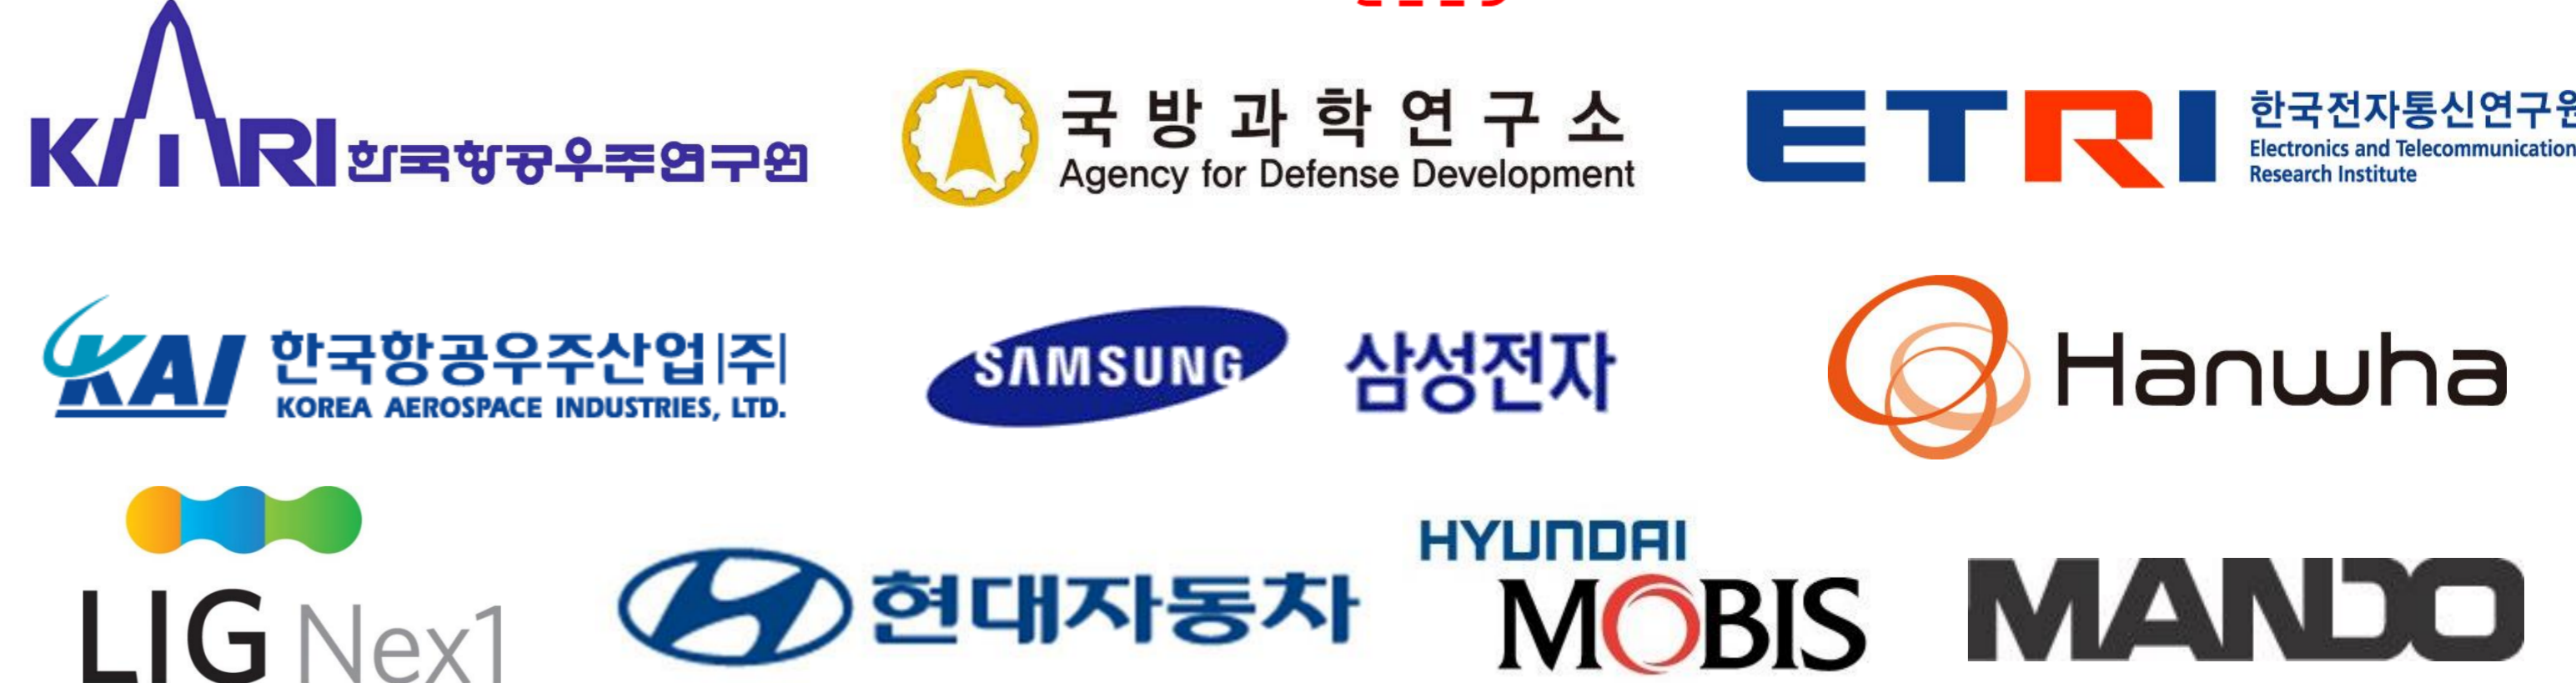 KARI 한국항공우주연구원
국방과학연구소
Agency for Defense Development
ETRI
한국전자통신연구원
Electronics and Telecommunications
Research Institute
KAI
한국항공우주산업|주|
KOREA AEROSPACE INDUSTRIES, LTD.
SAMSUNG 삼성전자
Hanwha
LIG Nex1
현대자동차
HYUNDAI
MOBIS
MANDO